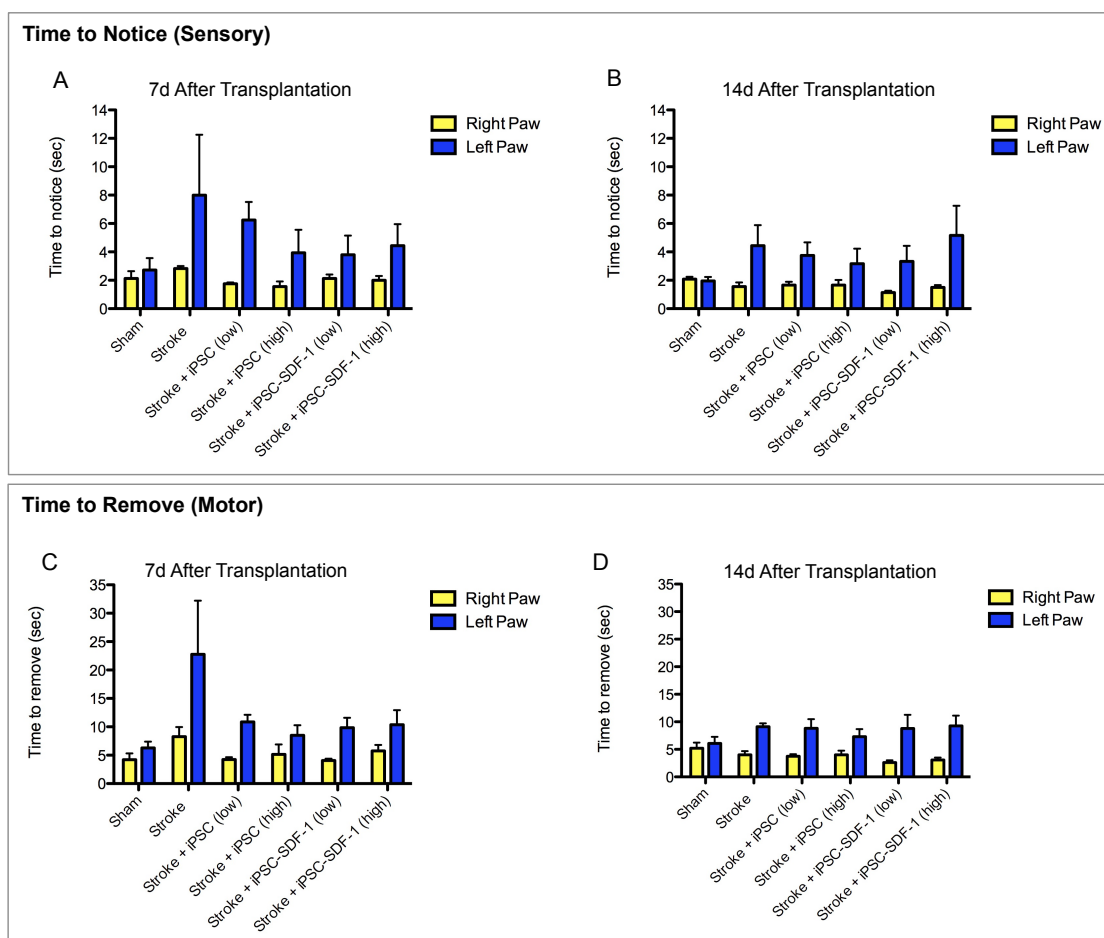 Time to Notice (Sensory)
A
7d After Transplantation
Right Paw
Left Paw
Time to notice (sec)
14
12
10
8
6
4
2
0
Sham
Stroke
Stroke + iPSC (low)
Stroke + iPSC (high)
Stroke + iPSC-SDF-1 (low)
Stroke + iPSC-SDF-1 (high)
B
14d After Transplantation
Right Paw
Left Paw
Time to notice (sec)
14
12
10
8
6
4
2
0
Sham
Stroke
Stroke + iPSC (low)
Stroke + iPSC (high)
Stroke + iPSC-SDF-1 (low)
Stroke + iPSC-SDF-1 (high)
Time to Remove (Motor)
C
7d After Transplantation
Right Paw
Left Paw
Time to remove (sec)
35
30
25
20
15
10
5
0
Sham
Stroke
Stroke + iPSC (low)
Stroke + iPSC (high)
Stroke + iPSC-SDF-1 (low)
Stroke + iPSC-SDF-1 (high)
D
14d After Transplantation
Right Paw
Left Paw
Time to remove (sec)
35
30
25
20
15
10
5
0
Sham
Stroke
Stroke + iPSC (low)
Stroke + iPSC (high)
Stroke + iPSC-SDF-1 (low)
Stroke + iPSC-SDF-1 (high)